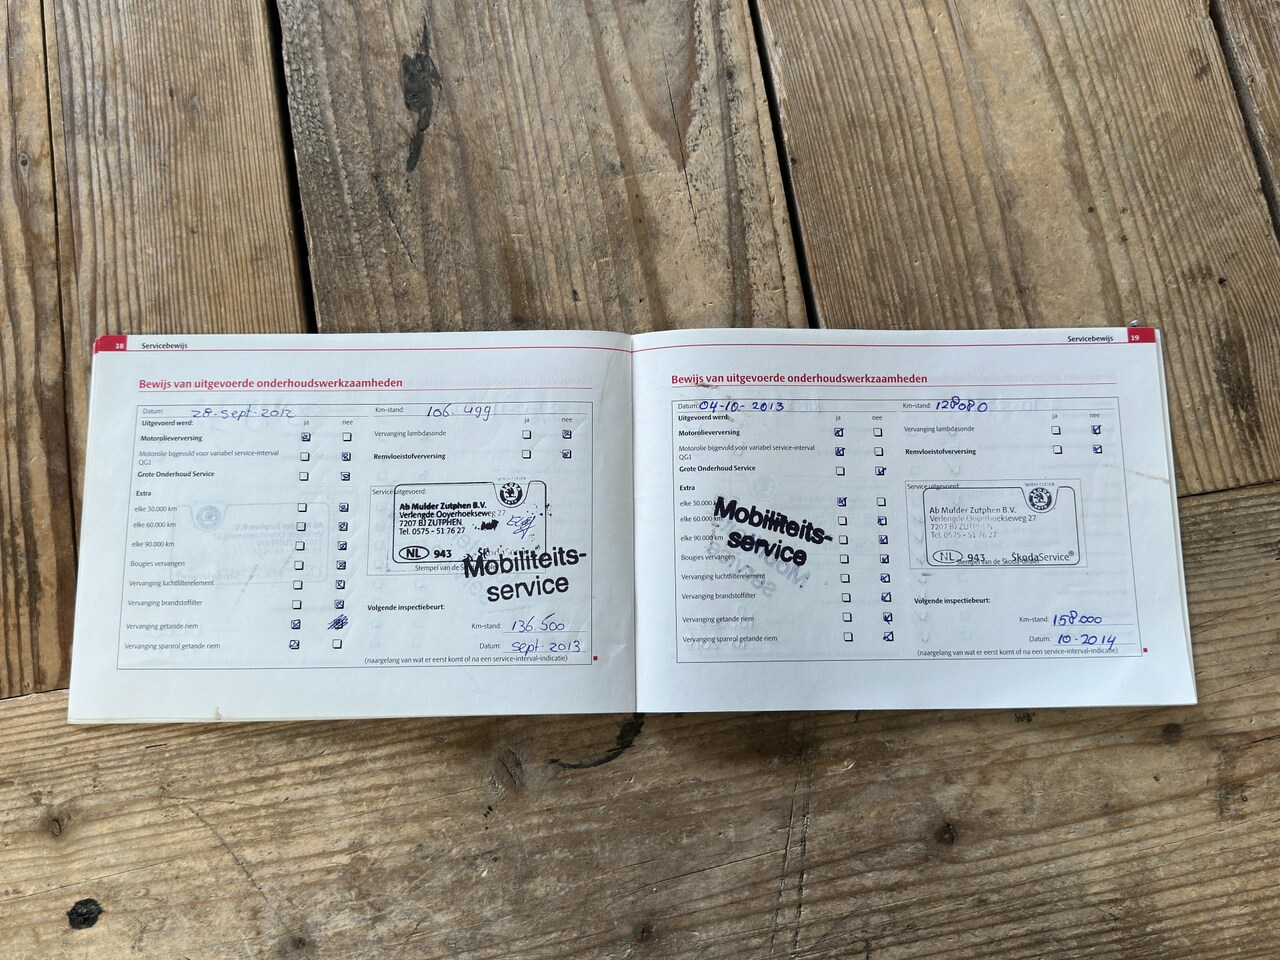 18 Servicebewijs
Bewijs van uitgevoerde onderhoudswerkzaamheden
Datum: 28-sept-2012 Km-stand: 106.499
Uitgevoerd werd: ja nee ja nee
Motorolieverversing
Motorolie bijgevuld voor variabel service-interval
QG1
Grote Onderhoud Service
Extra
elke 30.000 km
elke 60.000 km
elke 90.000 km
Bougies vervangen
Vervanging luchtfilterelement
Vervanging brandstoffilter
Vervanging getande riem
Vervanging spanrol getande riem
Vervanging lambdasonde
Remvloeistofverversing
Service uitgevoerd:
Ab Mulder Zutphen B.V.
Verlengde Ooyerhoekseweg 27
7207 BJ ZUTPHEN
Tel. 0575 - 51 76 27
NL 943
Stempel van de
Mobiliteits-
service
Volgende inspectiebeurt:
Km-stand: 136.500
Datum: sept-2013
(naargelang van wat er eerst komt of na een service-interval-indicatie)
Servicebewijs 19
Bewijs van uitgevoerde onderhoudswerkzaamheden
Datum: 04-10-2013 Km-stand: 128080
Uitgevoerd werd: ja nee ja nee
Motorolieverversing
Motorolie bijgevuld voor variabel service-interval
QG1
Grote Onderhoud Service
Extra
elke 30.000 km
elke 60.000 km
elke 90.000 km
Bougies vervangen
Vervanging luchtfilterelement
Vervanging brandstoffilter
Vervanging getande riem
Vervanging spanrol getande riem
Mobiliteits-
service
Vervanging lambdasonde
Remvloeistofverversing
Service uitgevoerd:
Ab Mulder Zutphen B.V.
Verlengde Ooyerhoekseweg 27
7207 BJ ZUTPHEN
Tel. 0575 - 51 76 27
NL 943 ŠkodaService®
Stempel van de Škoda-dealer
Volgende inspectiebeurt:
Km-stand: 158000
Datum: 10-2014
(naargelang van wat er eerst komt of na een service-interval-indicatie)